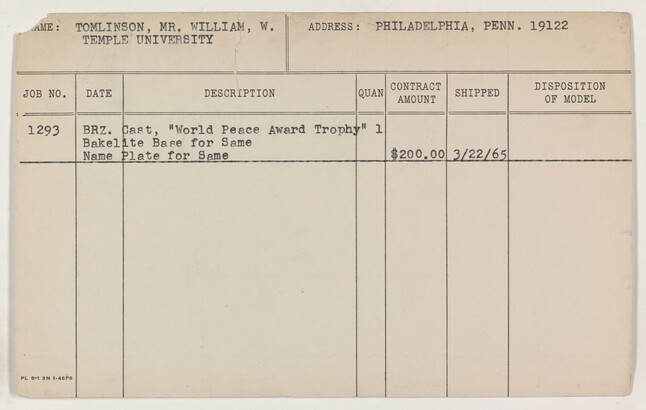 AME: TOMLINSON, MR. WILLIAM, W. ADDRESS: PHILADELPHIA, PENN. 19122
TEMPLE UNIVERSITY
JOB NO. DATE DESCRIPTION QUAN CONTRACT AMOUNT SHIPPED DISPOSITION OF MODEL
1293 BRZ. Cast, "World Peace Award Trophy" 1
Bakelite Base for Same
Name Plate for Same $200.00 3/22/65